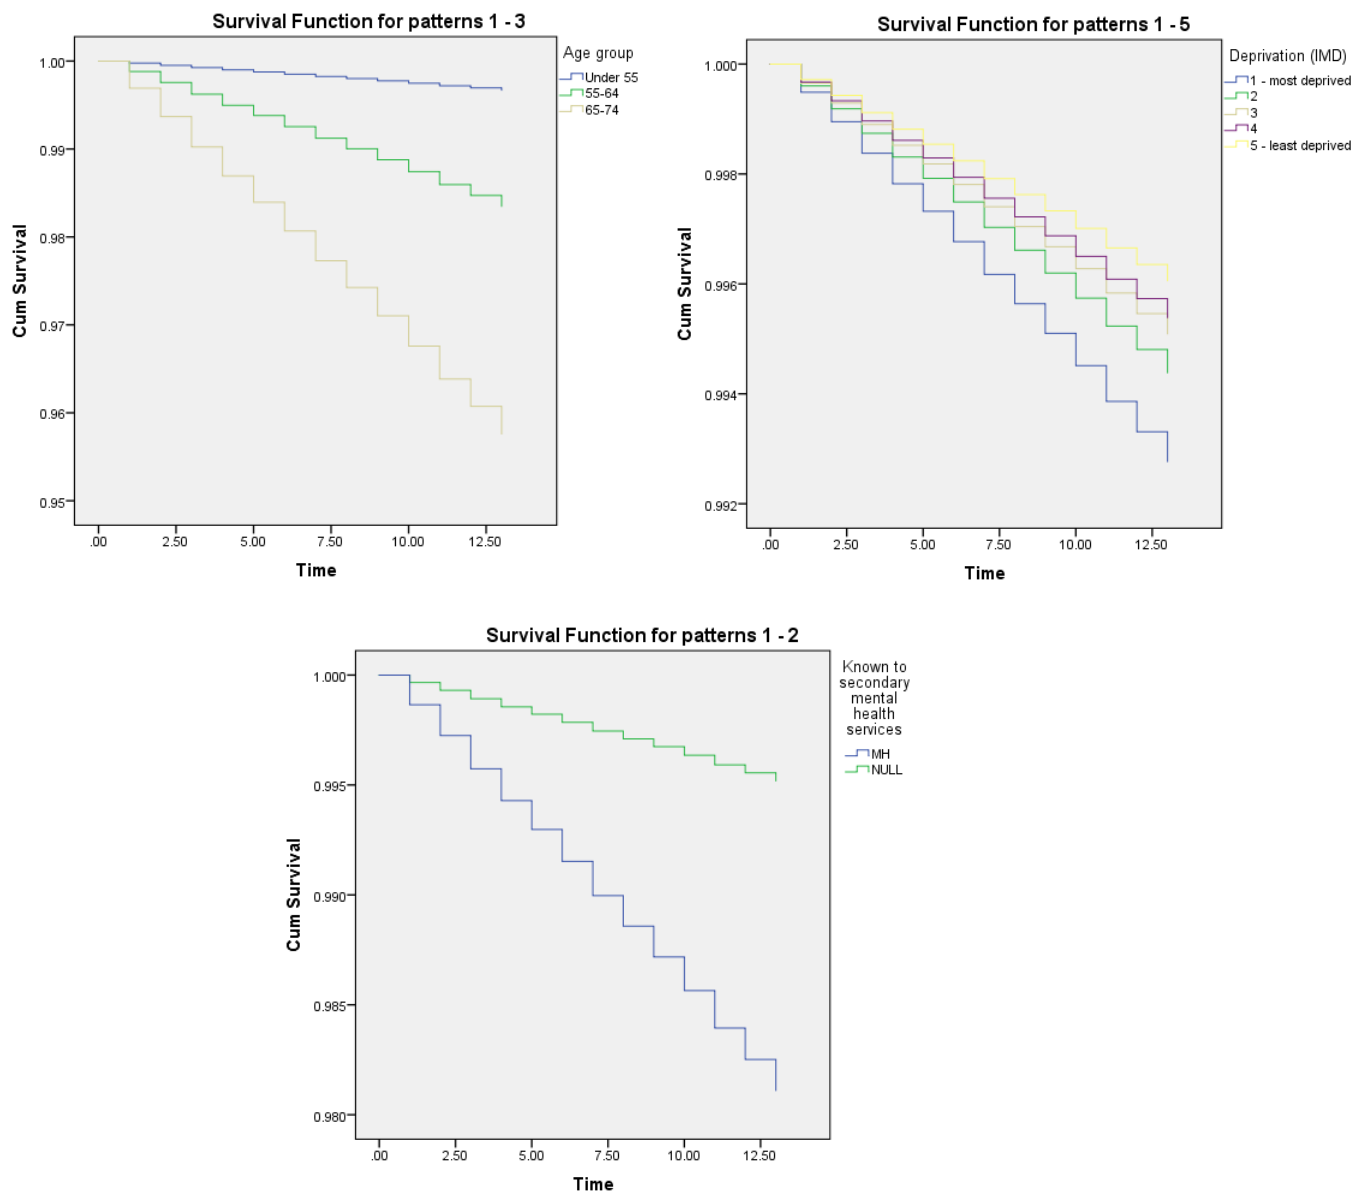 Survival Function for patterns 1 - 3
Age group
Under 55
55-64
65-74
1.00
0.99
0.98
0.97
0.96
0.95
Cum Survival
.00 2.50 5.00 7.50 10.00 12.50
Time
Survival Function for patterns 1 - 5
Deprivation (IMD)
1 - most deprived
2
3
4
5 - least deprived
1.000
0.998
0.996
0.994
0.992
Cum Survival
.00 2.50 5.00 7.50 10.00 12.50
Time
Survival Function for patterns 1 - 2
Known to
secondary
mental
health
services
MH
NULL
1.000
0.995
0.990
0.985
0.980
Cum Survival
.00 2.50 5.00 7.50 10.00 12.50
Time